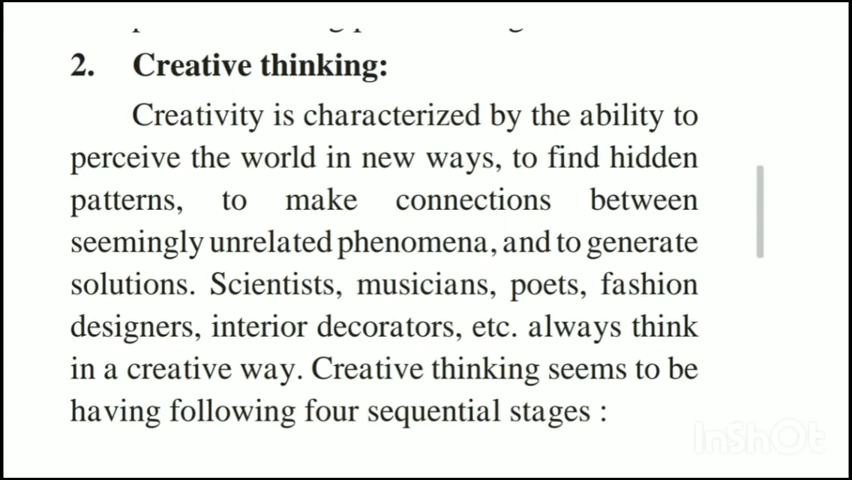 2. Creative thinking:
Creativity is characterized by the ability to
perceive the world in new ways, to find hidden
patterns, to make connections between
seemingly unrelated phenomena, and to generate
solutions. Scientists, musicians, poets, fashion
designers, interior decorators, etc. always think
in a creative way. Creative thinking seems to be
having following four sequential stages :
InShOt